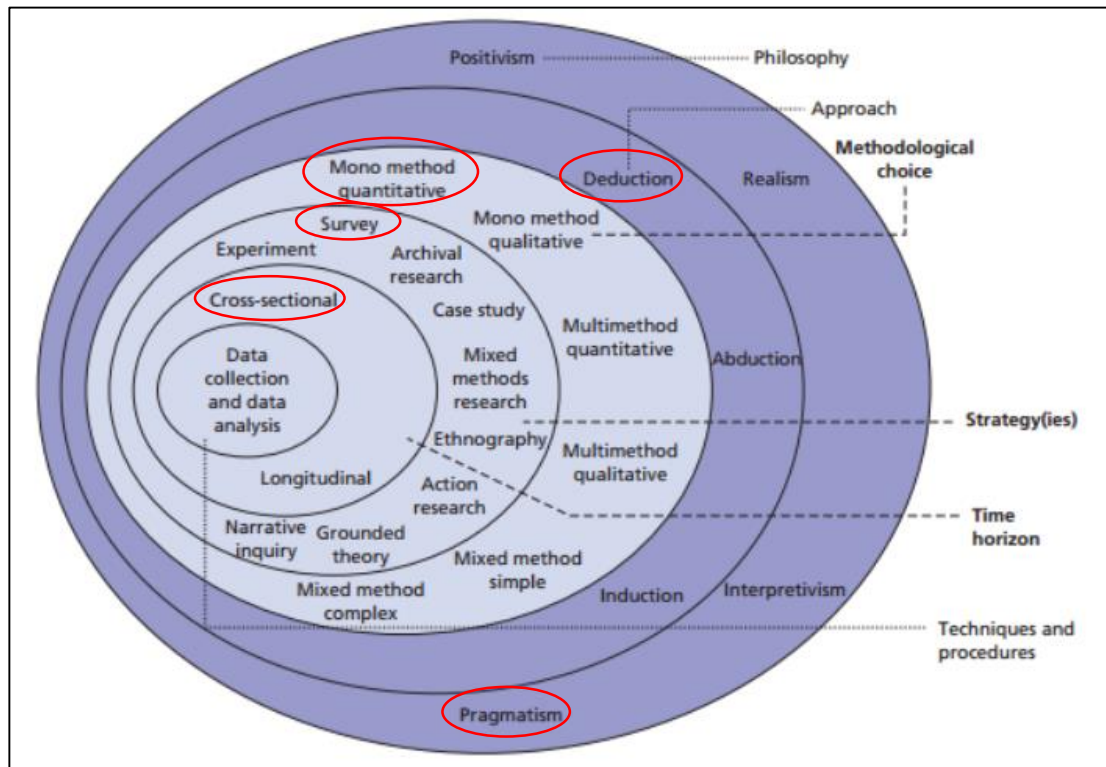 Positivism
Philosophy
Approach
Methodological
choice
Mono method
quantitative
Deduction
Realism
Survey
Mono method
qualitative
Experiment
Archival
research
Cross-sectional
Case study
Multimethod
quantitative
Data
collection
and data
analysis
Mixed
methods
research
Abduction
Strategy(ies)
Ethnography
Multimethod
qualitative
Longitudinal
Action
research
Time
horizon
Narrative
inquiry
Grounded
theory
Mixed method
simple
Mixed method
complex
Induction
Interpretivism
Techniques and
procedures
Pragmatism